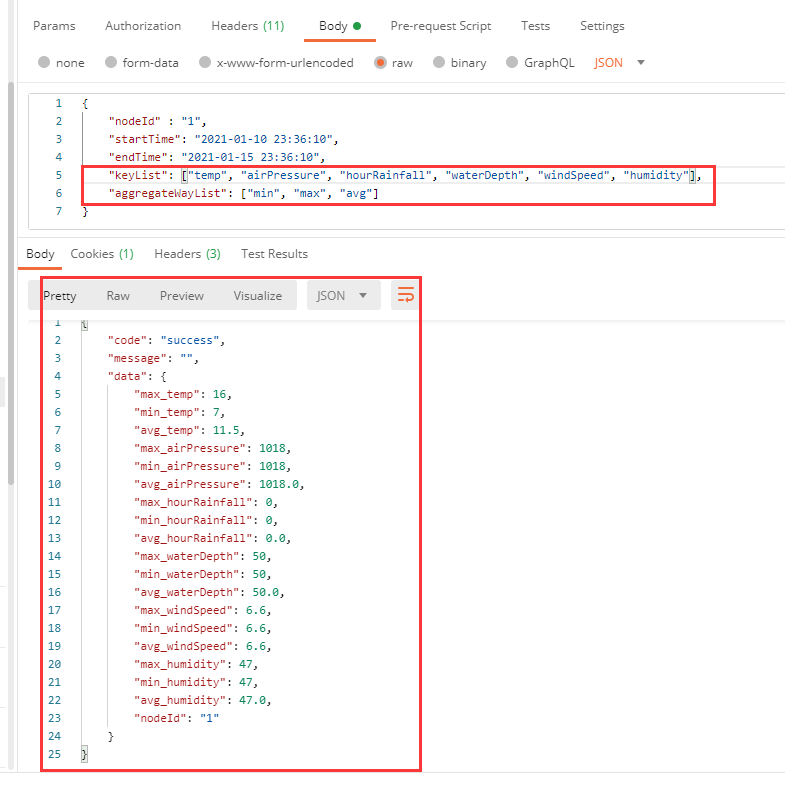 Params Authorization Headers (11) Body Pre-request Script Tests Settings
none form-data x-www-form-urlencoded raw binary GraphQL JSON
1 {
2 "nodeId" : "1",
3 "startTime": "2021-01-10 23:36:10",
4 "endTime": "2021-01-15 23:36:10",
5 "keyList": ["temp", "airPressure", "hourRainfall", "waterDepth", "windSpeed", "humidity"],
6 "aggregateWayList": ["min", "max", "avg"]
7 }
Body Cookies (1) Headers (3) Test Results
Pretty Raw Preview Visualize JSON
1 {
2 "code": "success",
3 "message": "",
4 "data": {
5 "max_temp": 16,
6 "min_temp": 7,
7 "avg_temp": 11.5,
8 "max_airPressure": 1018,
9 "min_airPressure": 1018,
10 "avg_airPressure": 1018.0,
11 "max_hourRainfall": 0,
12 "min_hourRainfall": 0,
13 "avg_hourRainfall": 0.0,
14 "max_waterDepth": 50,
15 "min_waterDepth": 50,
16 "avg_waterDepth": 50.0,
17 "max_windSpeed": 6.6,
18 "min_windSpeed": 6.6,
19 "avg_windSpeed": 6.6,
20 "max_humidity": 47,
21 "min_humidity": 47,
22 "avg_humidity": 47.0,
23 "nodeId": "1"
24 }
25 }